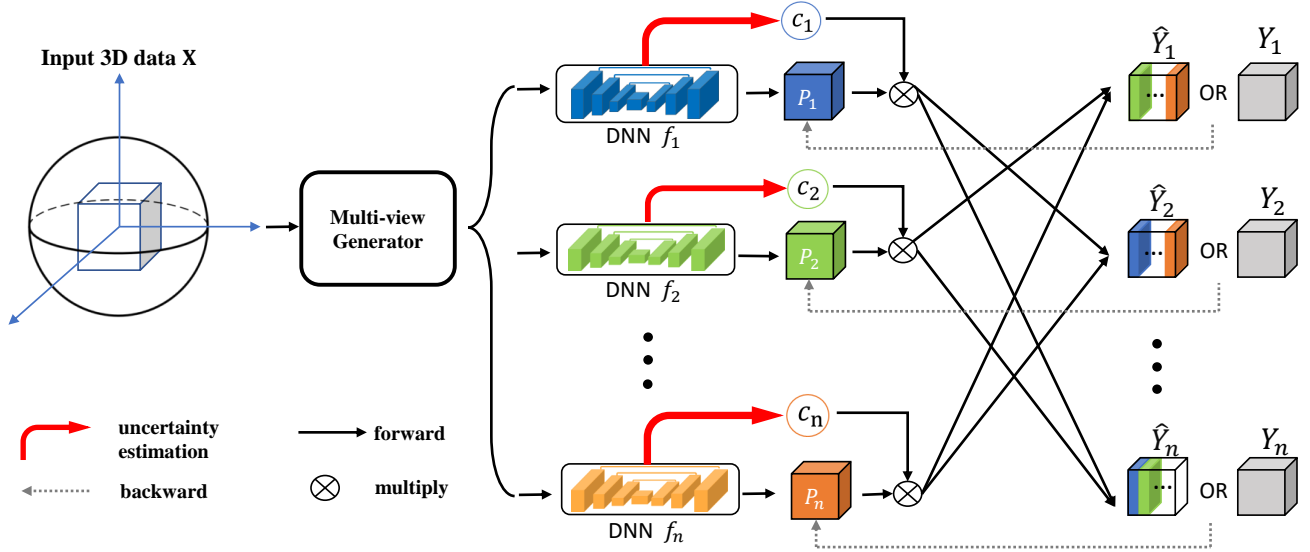 Input 3D data X
Multi-view
Generator
c₁
P₁
DNN f₁
Ŷ₁
...
OR
Y₁
c₂
P₂
DNN f₂
Ŷ₂
...
OR
Y₂
cₙ
Pₙ
DNN fₙ
Ŷₙ
...
OR
Yₙ
uncertainty
estimation
forward
backward
multiply